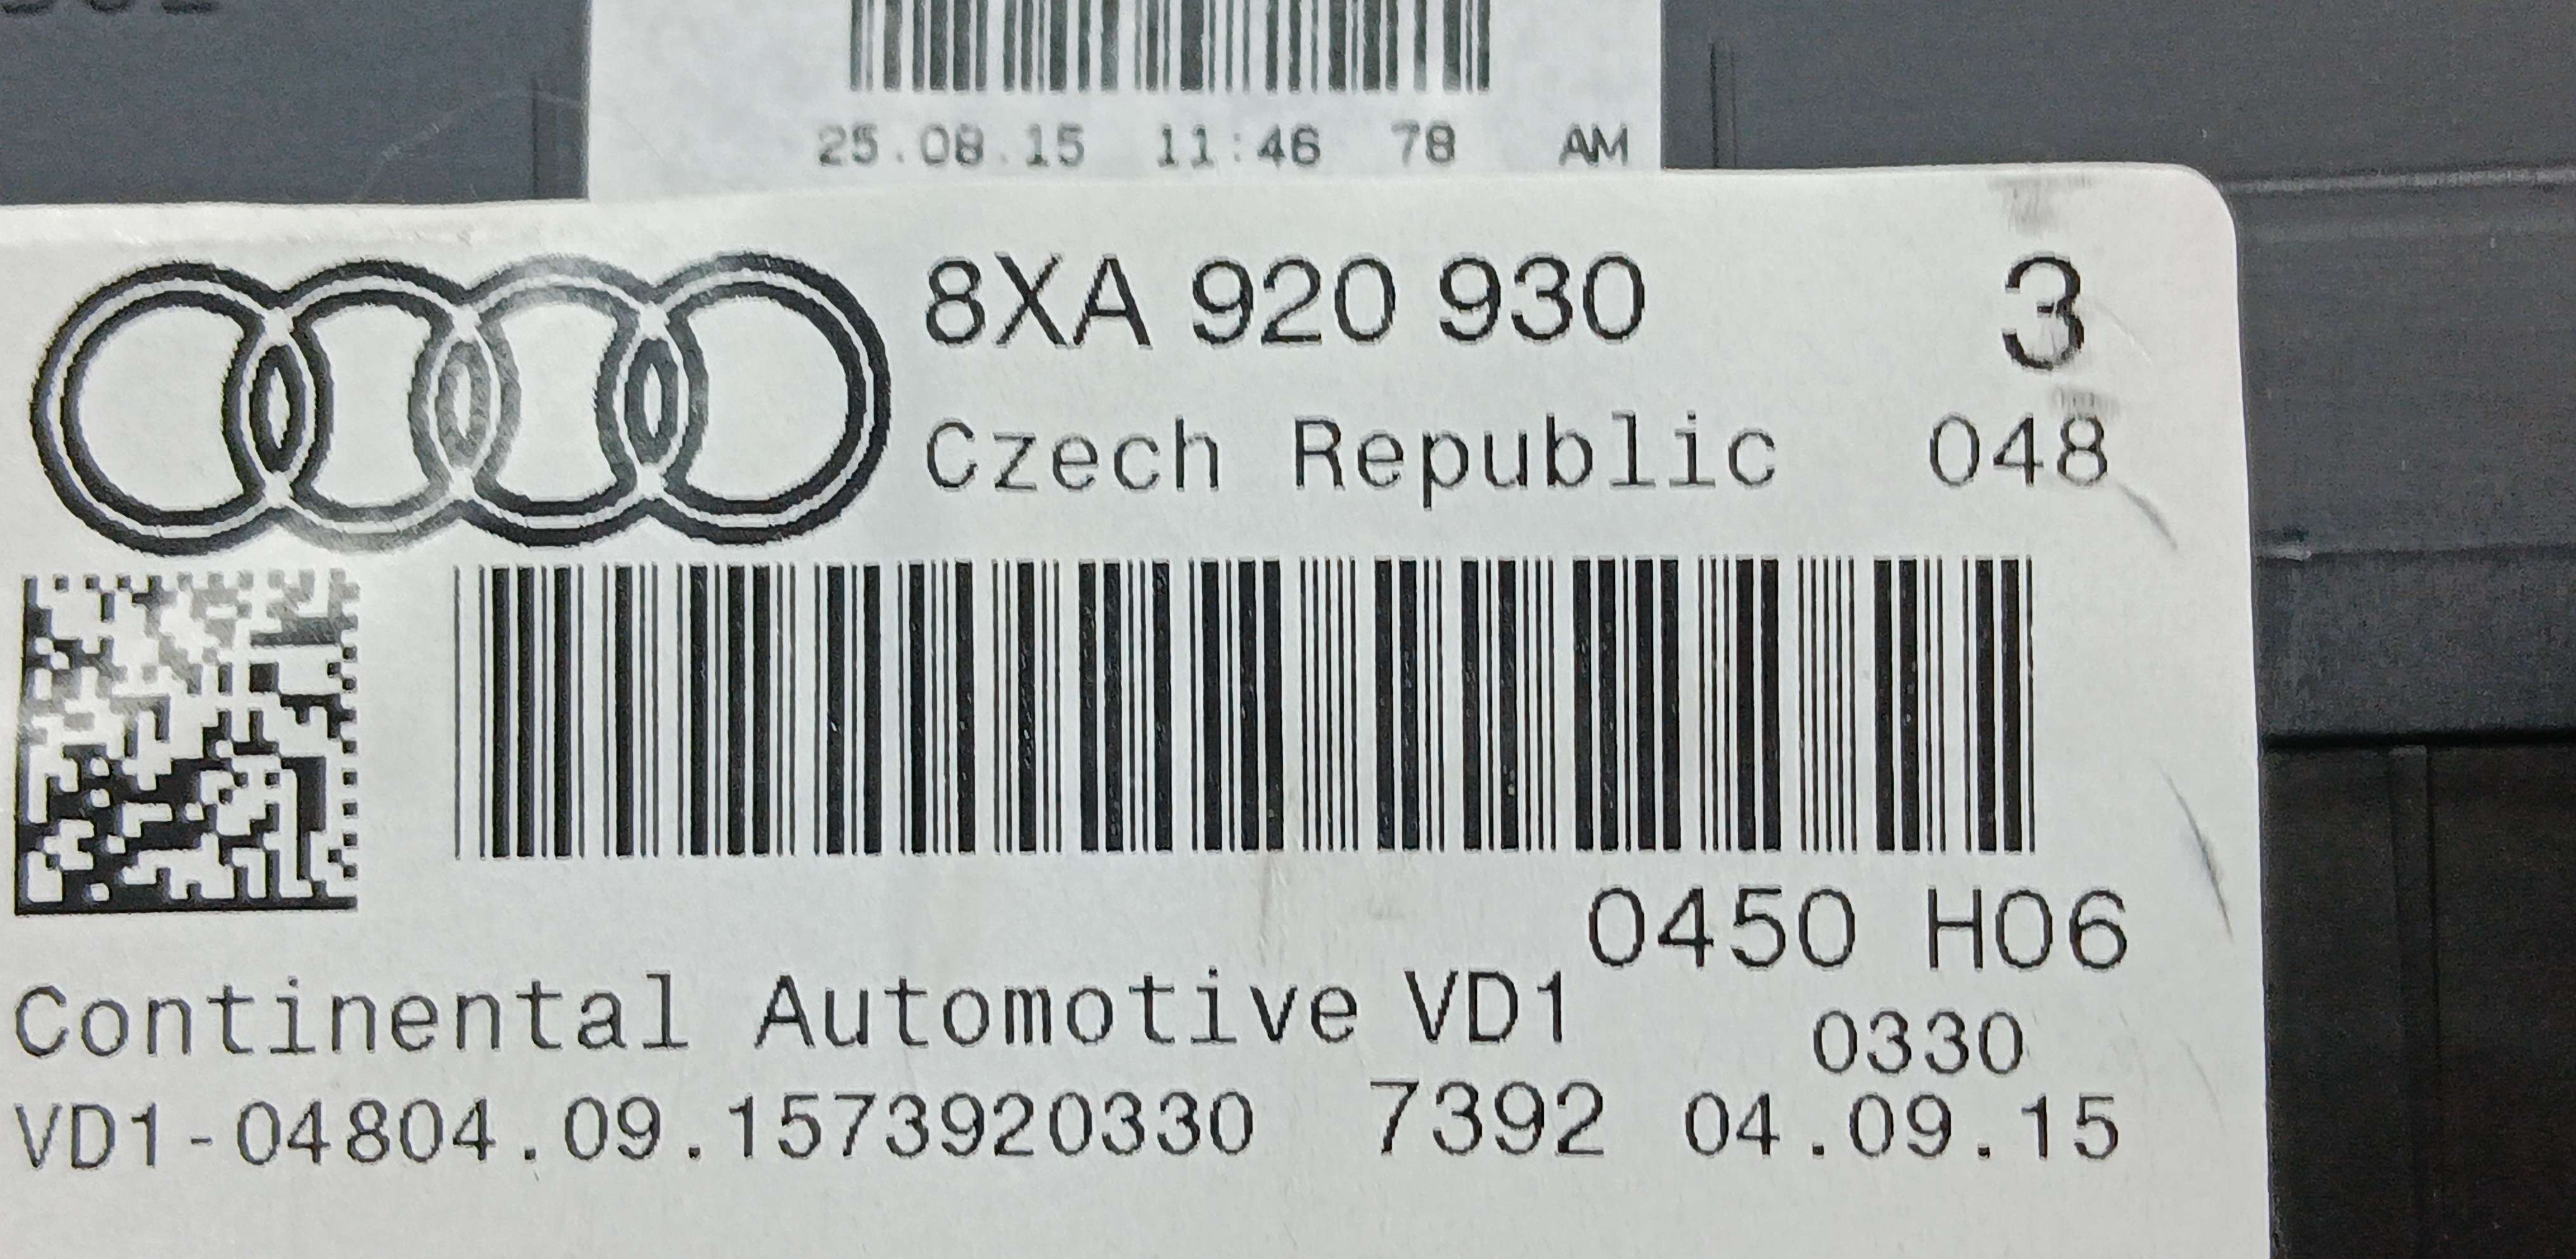 25.08.15 11:46 78 AM
8XA 920 930 3
Czech Republic 048
0450 H06
Continental Automotive VD1 0330
VD1-04804.09.1573920330 7392 04.09.15